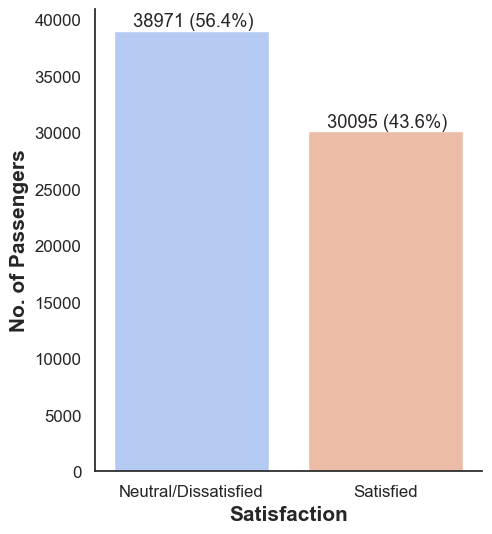 40000
35000
30000
25000
20000
15000
10000
5000
0
No. of Passengers
38971 (56.4%)
30095 (43.6%)
Neutral/Dissatisfied
Satisfied
Satisfaction